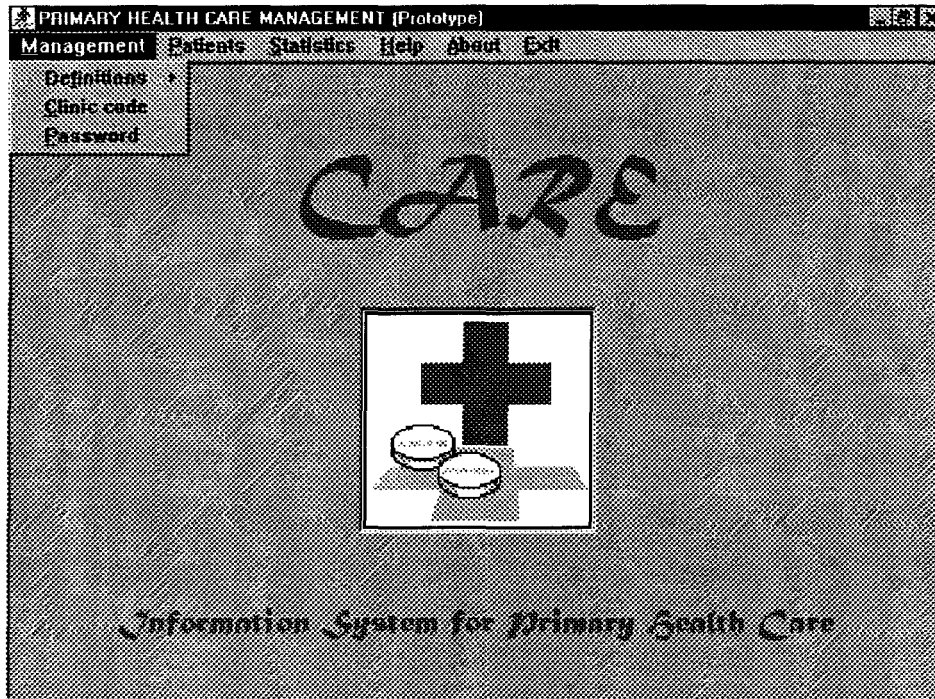 PRIMARY HEALTH CARE MANAGEMENT (Prototype)
Management Patients Statistics Help About Exit
Definitions
Clinic code
Password
CARE
Information System for Primary Health Care